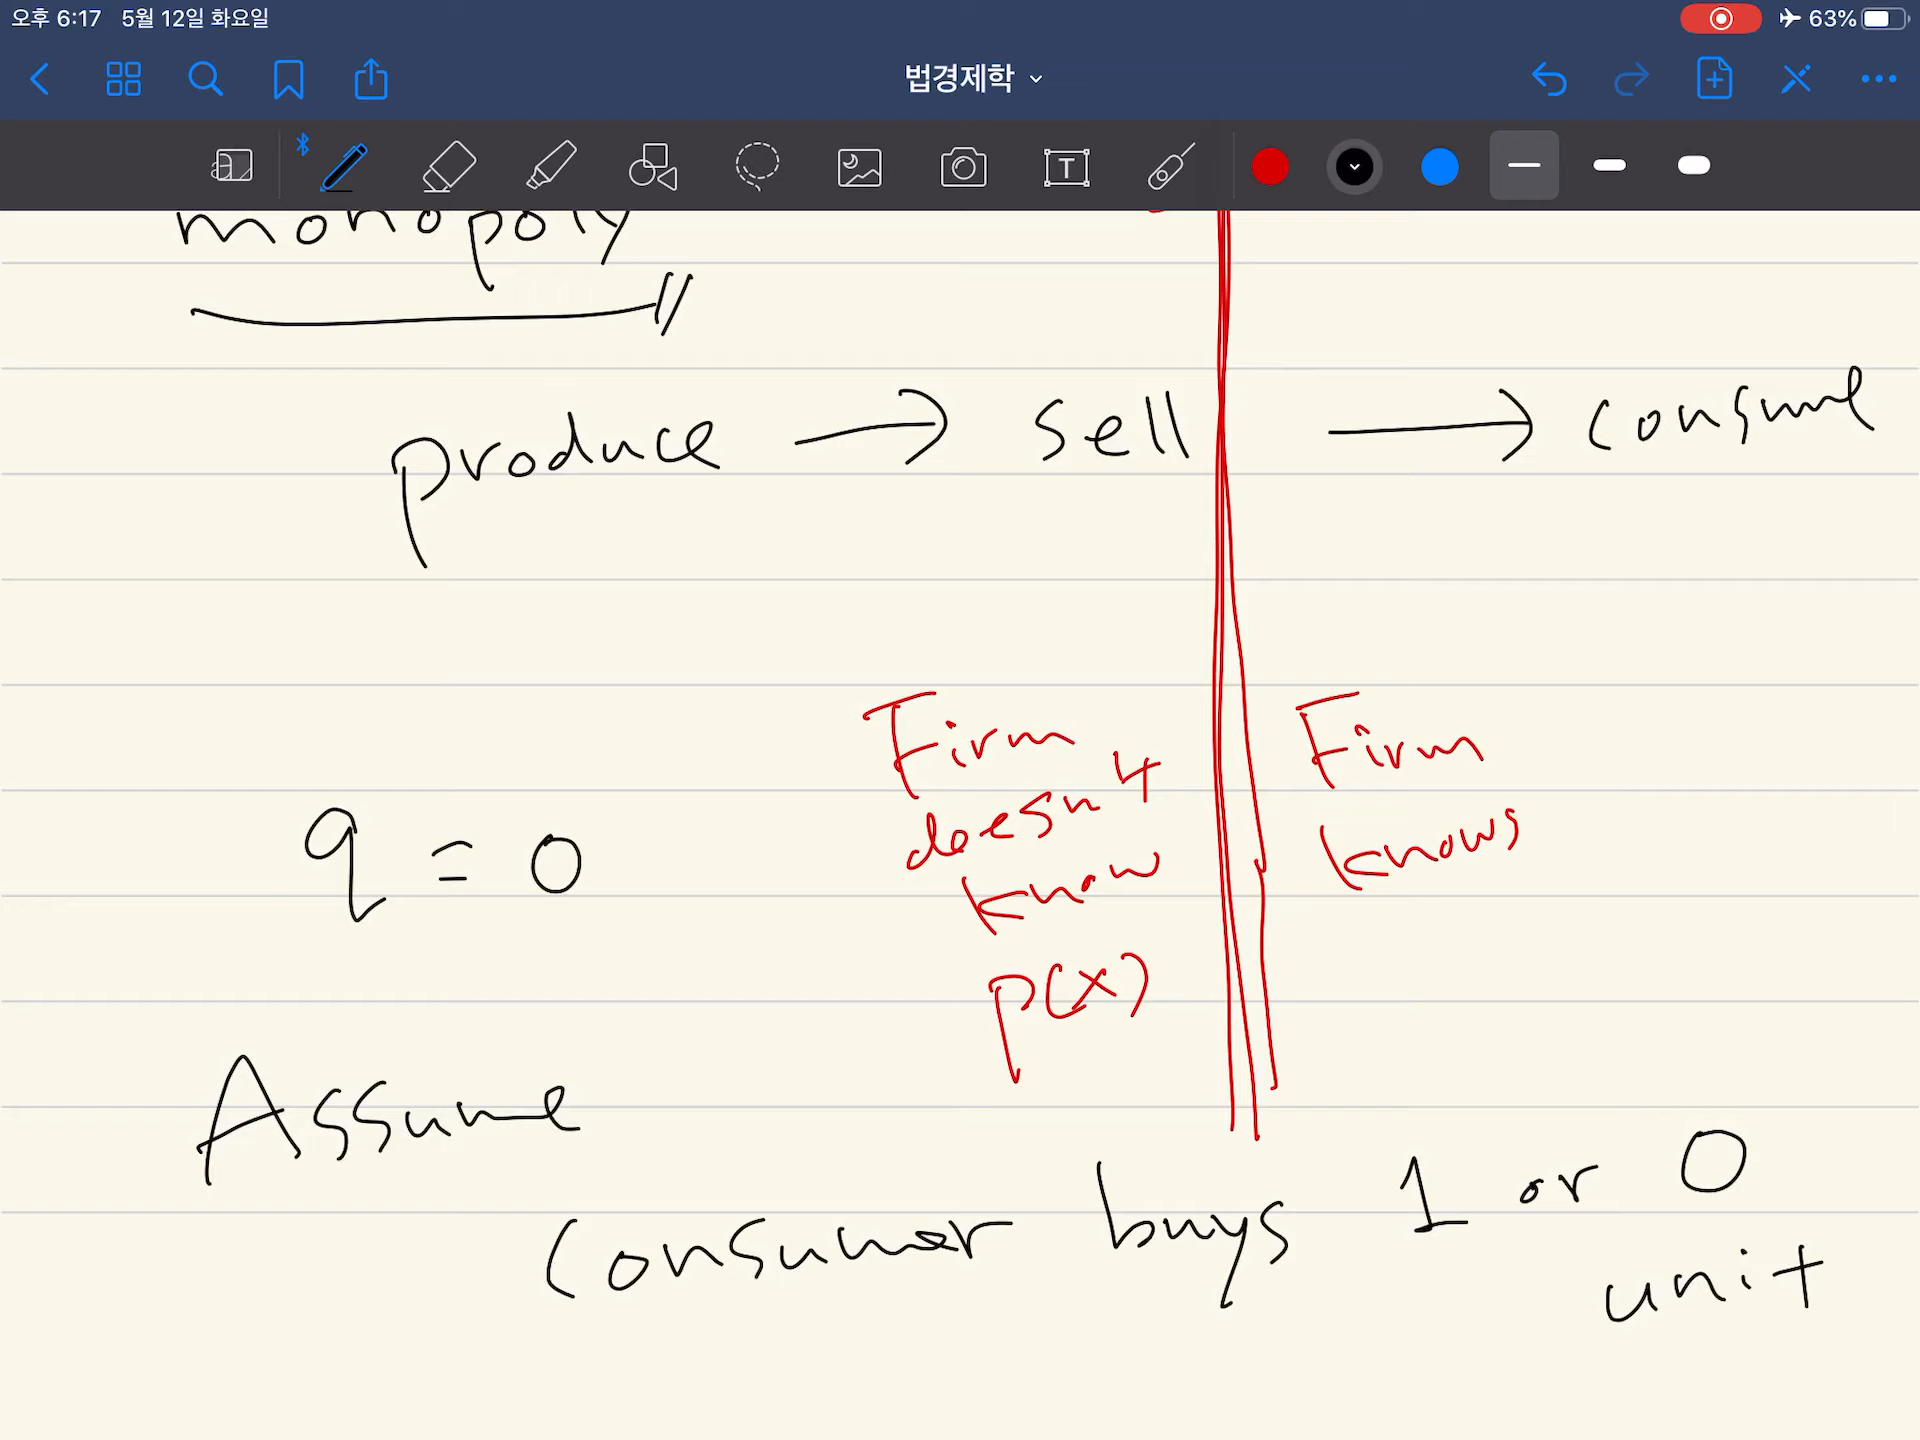 오후 6:17 5월 12일 화요일 63%
법경제학
monopoly
produce → sell → consume
Firm
doesn't
know
p(x)
Firm
knows
q = 0
Assume
Consumer buys 1 or 0
unit